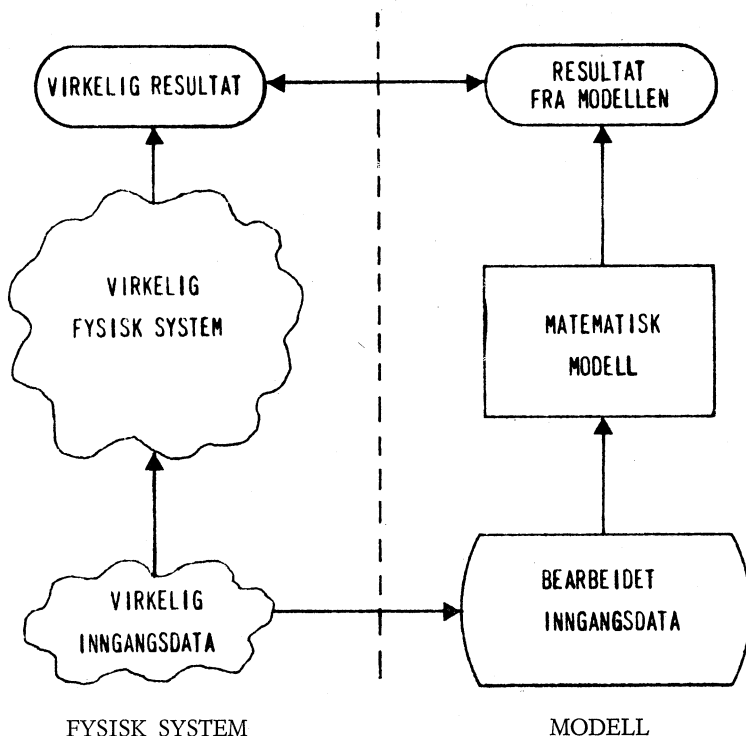 VIRKELIG RESULTAT
RESULTAT
FRA MODELLEN
VIRKELIG
FYSISK SYSTEM
MATEMATISK
MODELL
VIRKELIG
INNGANGSDATA
BEARBEIDET
INNGANGSDATA
FYSISK SYSTEM
MODELL